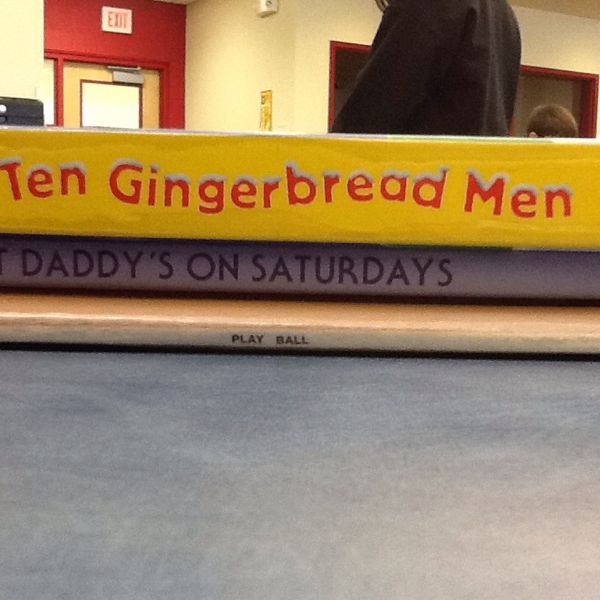 EXIT
Ten Gingerbread Men
T DADDY'S ON SATURDAYS
PLAY BALL